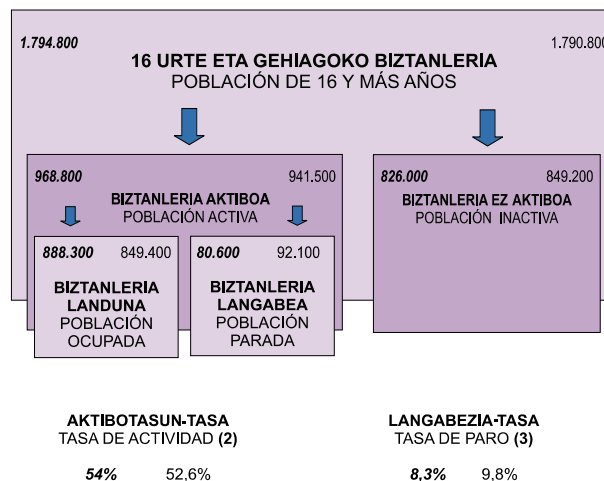 1.794.800 1.790.800
16 URTE ETA GEHIAGOKO BIZTANLERIA
POBLACIÓN DE 16 Y MÁS AÑOS
968.800 941.500
BIZTANLERIA AKTIBOA
POBLACIÓN ACTIVA
826.000 849.200
BIZTANLERIA EZ AKTIBOA
POBLACIÓN INACTIVA
888.300 849.400
BIZTANLERIA
LANDUNA
POBLACIÓN
OCUPADA
80.600 92.100
BIZTANLERIA
LANGABEA
POBLACIÓN
PARADA
AKTIBOTASUN-TASA
TASA DE ACTIVIDAD (2)
54% 52,6%
LANGABEZIA-TASA
TASA DE PARO (3)
8,3% 9,8%